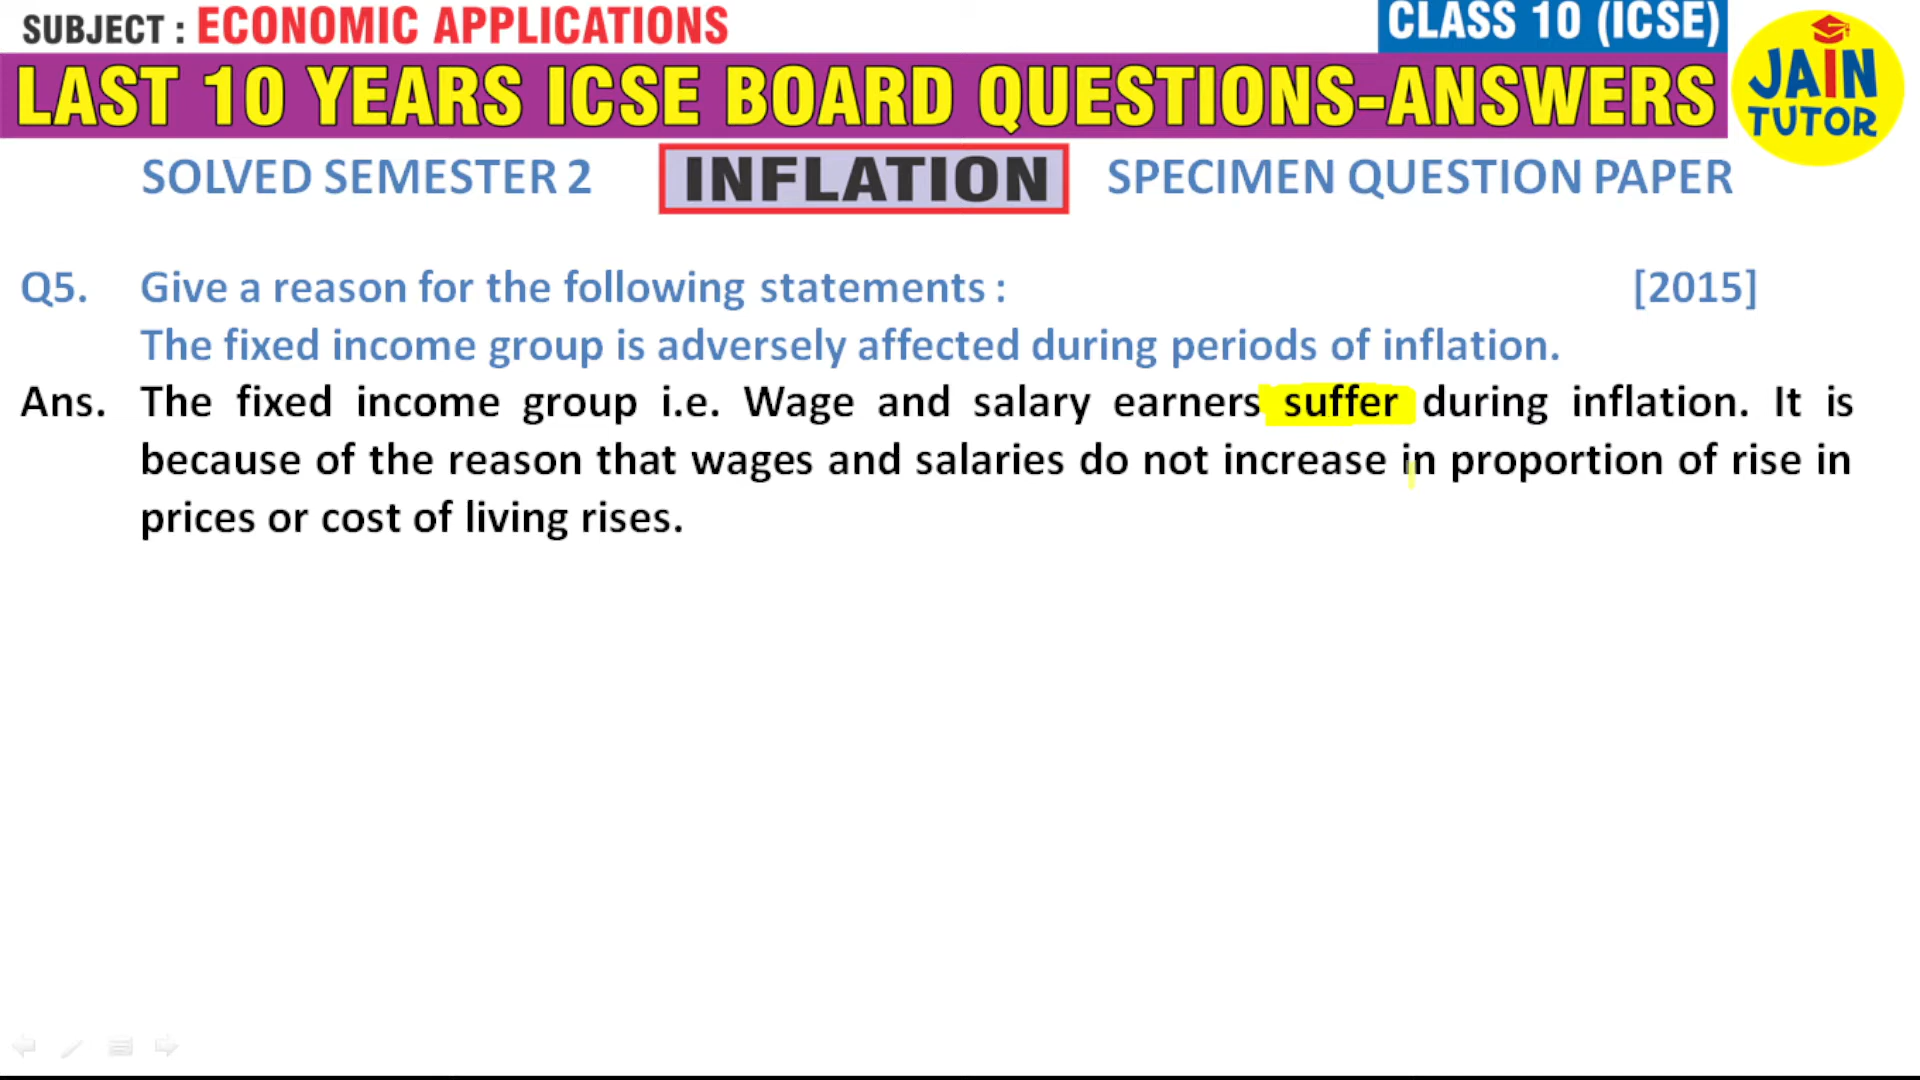 SUBJECT : ECONOMIC APPLICATIONS
CLASS 10 (ICSE)
LAST 10 YEARS ICSE BOARD QUESTIONS-ANSWERS
JAIN
TUTOR
SOLVED SEMESTER 2
INFLATION
SPECIMEN QUESTION PAPER
Q5. Give a reason for the following statements : [2015]
The fixed income group is adversely affected during periods of inflation.
Ans. The fixed income group i.e. Wage and salary earners suffer during inflation. It is
because of the reason that wages and salaries do not increase in proportion of rise in
prices or cost of living rises.